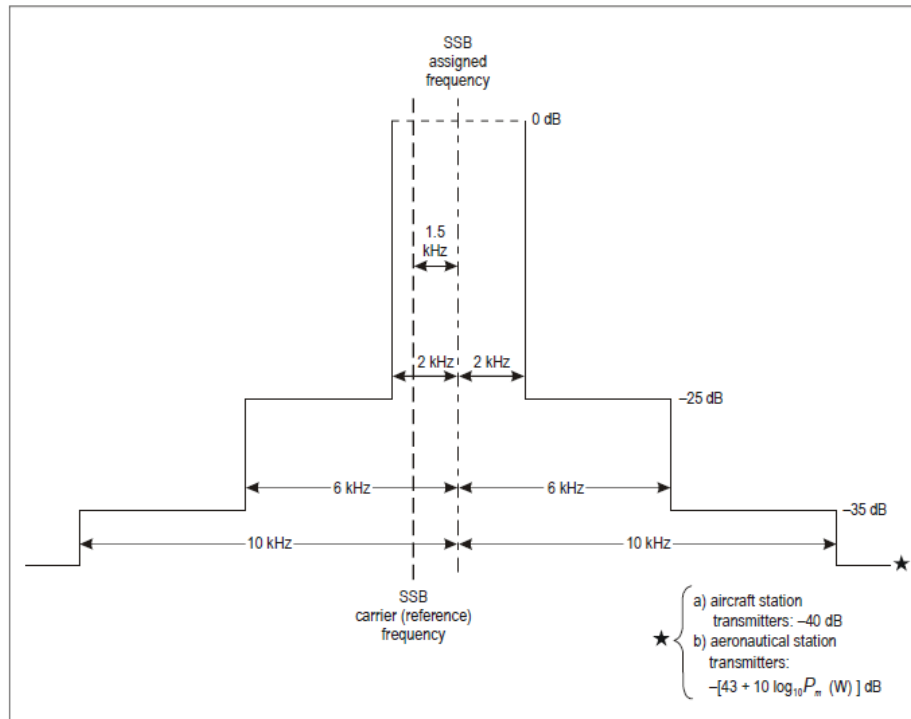 SSB
assigned
frequency
0 dB
1.5
kHz
2 kHz
2 kHz
–25 dB
6 kHz
6 kHz
–35 dB
10 kHz
10 kHz
★
SSB
carrier (reference)
frequency
★
a) aircraft station
transmitters: –40 dB
b) aeronautical station
transmitters:
–[43 + 10 log₁₀Pₘ (W) ] dB